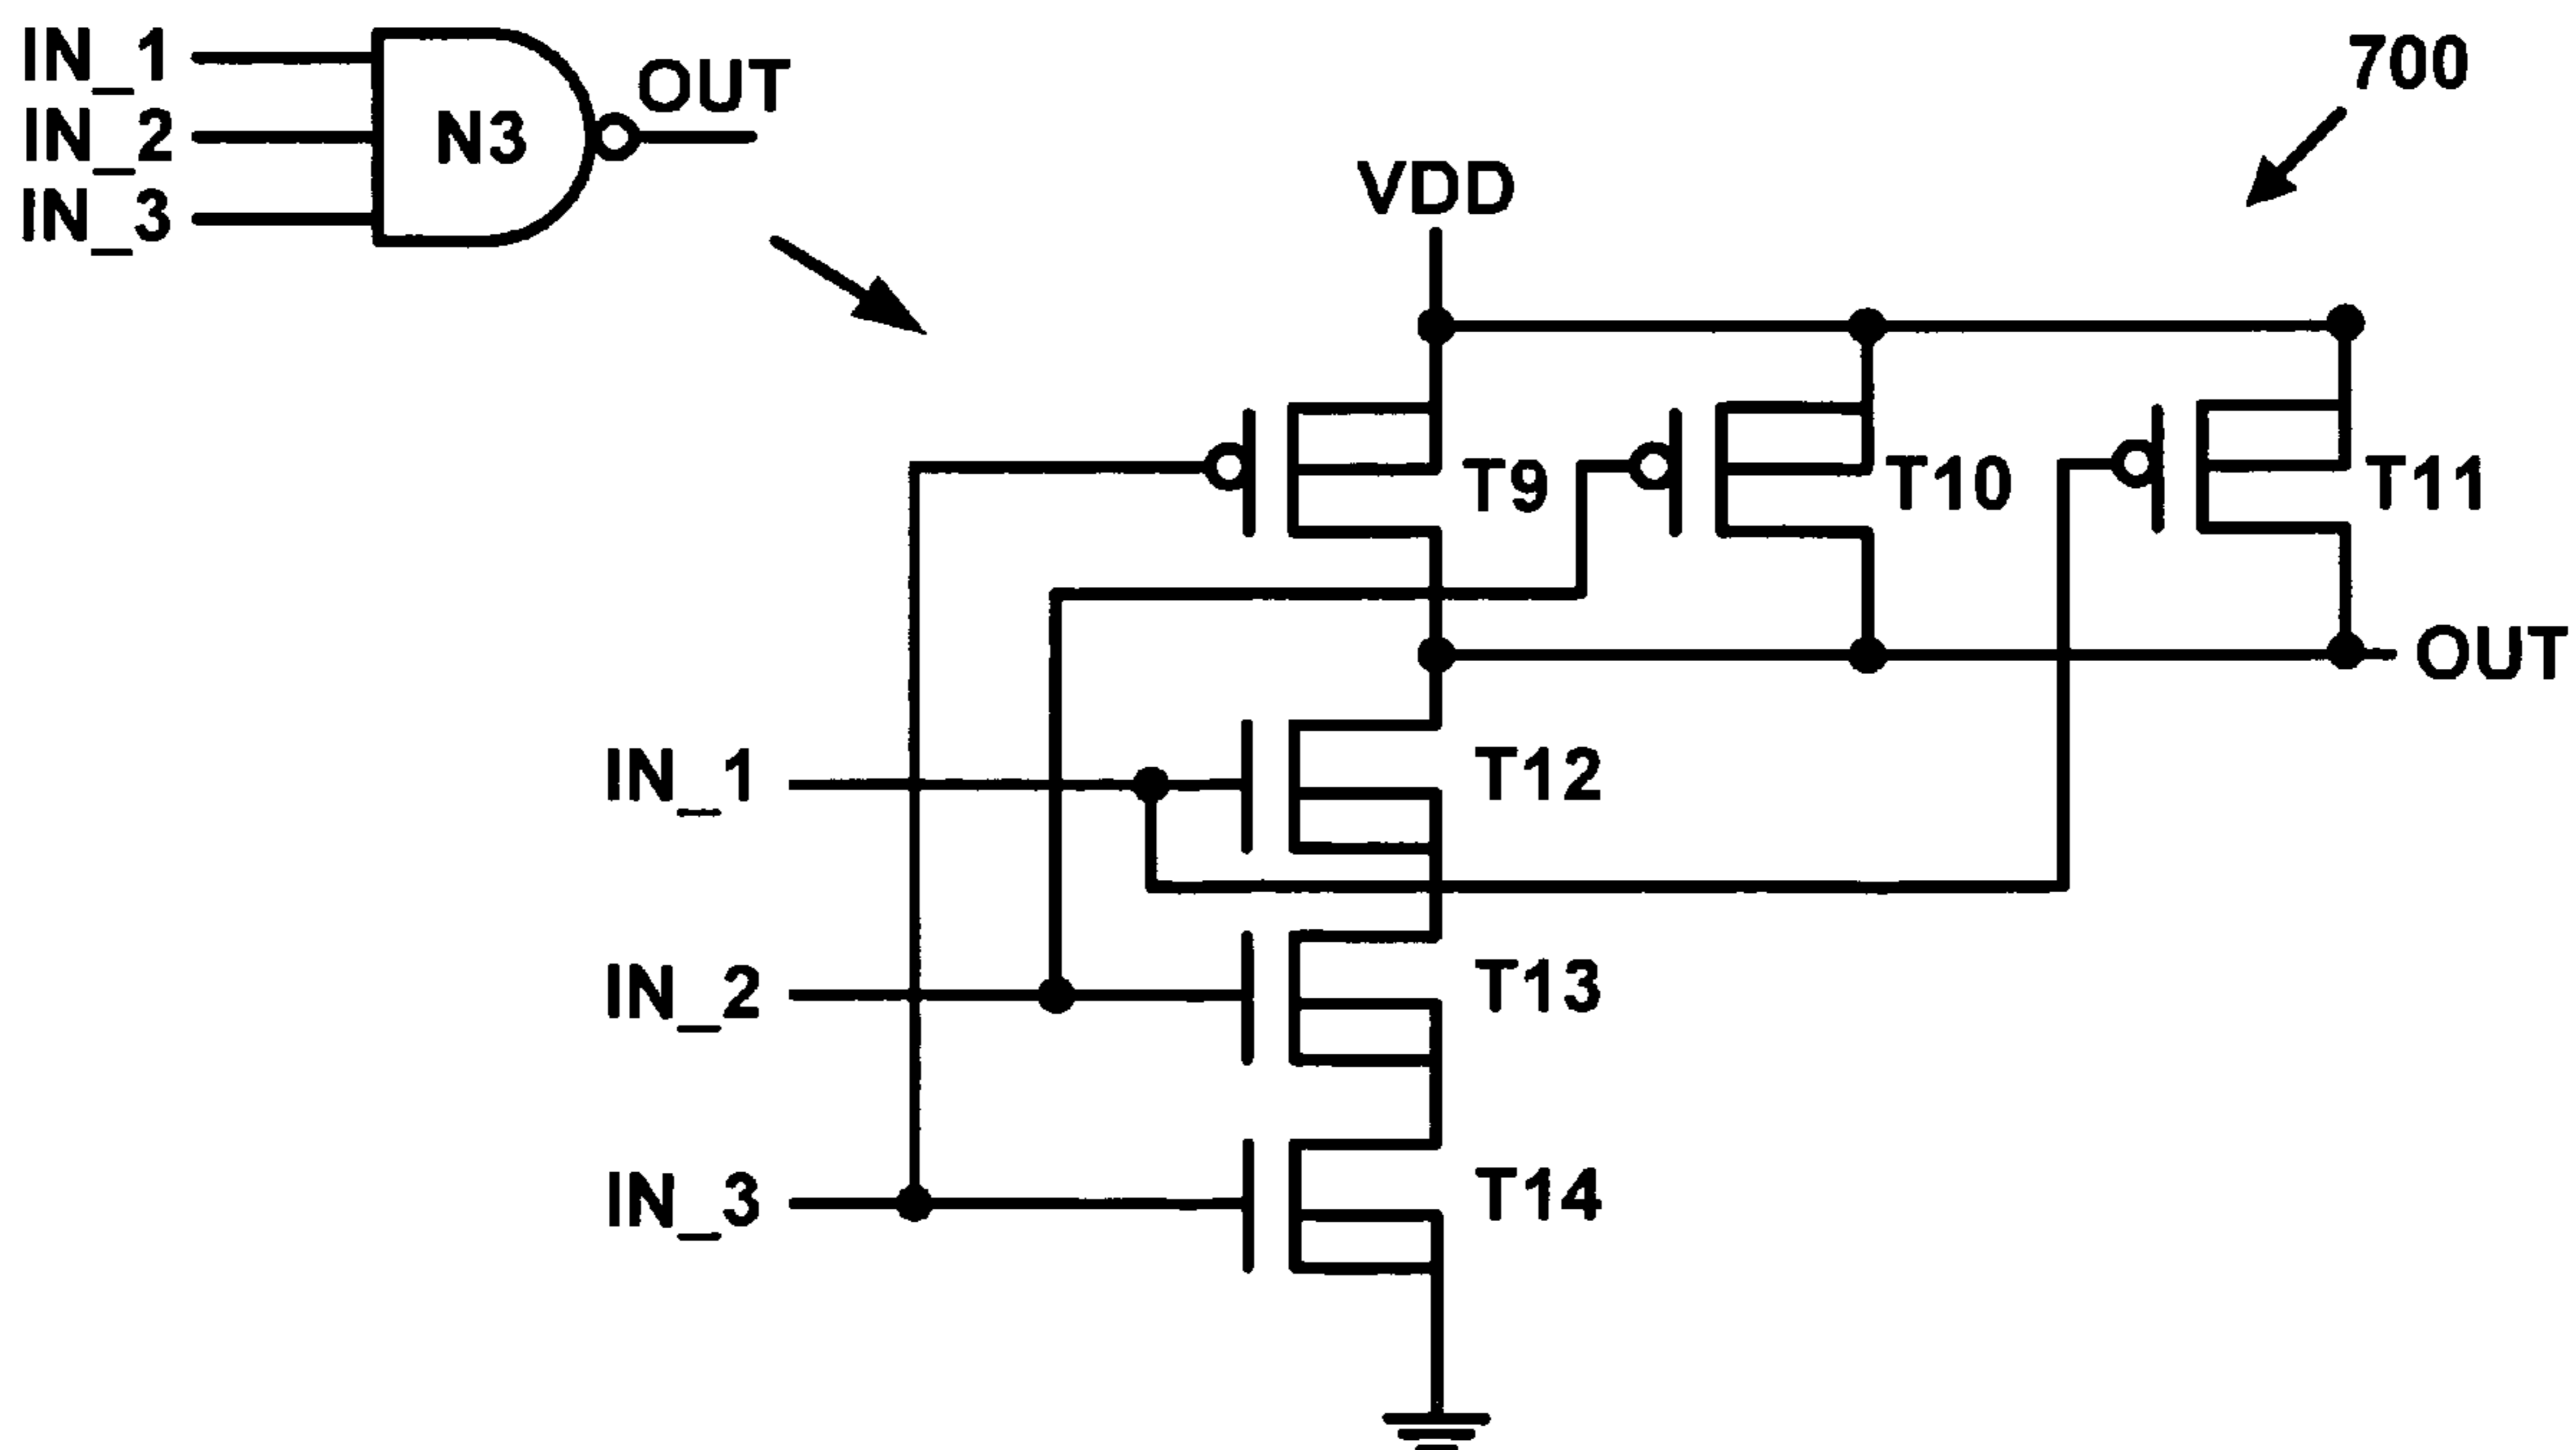 IN_1
IN_2
IN_3
N3
OUT
700
VDD
T9
T10
T11
OUT
IN_1
T12
IN_2
T13
IN_3
T14